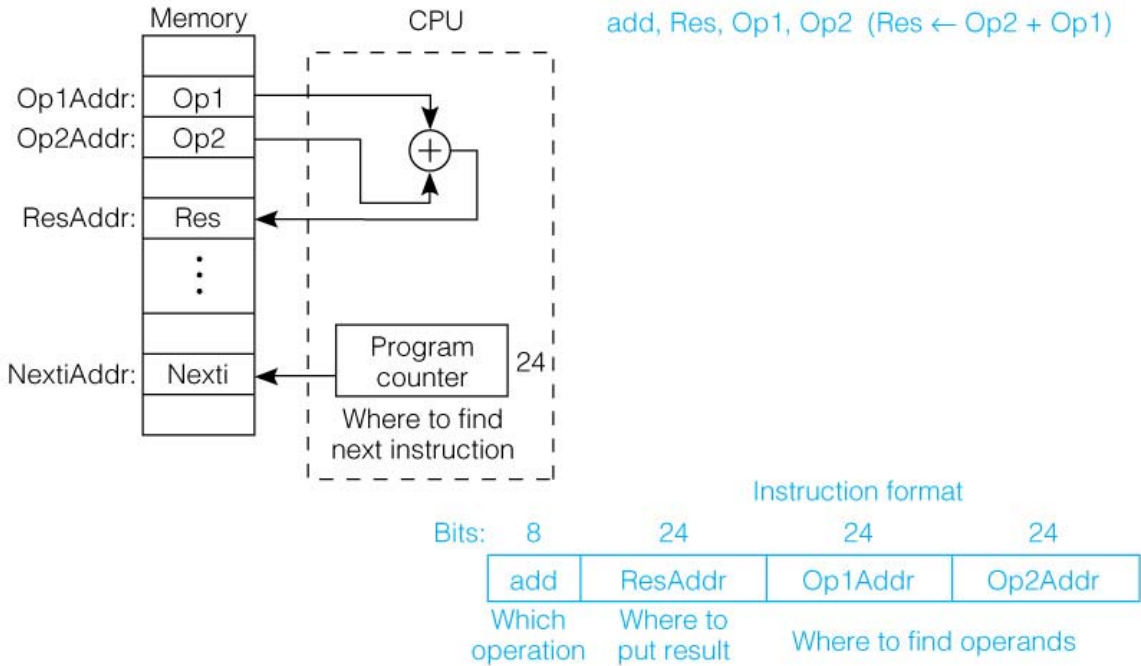 Memory
CPU
add, Res, Op1, Op2 (Res ← Op2 + Op1)
Op1Addr: Op1
Op2Addr: Op2
+
ResAddr: Res
Program
counter
24
NextiAddr: Nexti
Where to find
next instruction
Instruction format
Bits: 8 24 24 24
add ResAddr Op1Addr Op2Addr
Which
operation
Where to
put result
Where to find operands